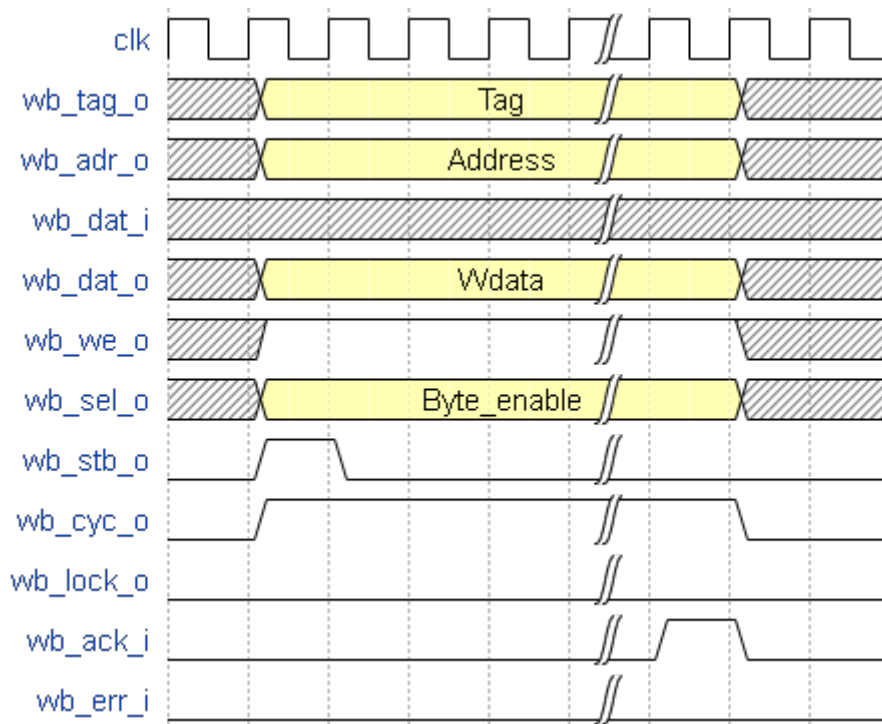 clk
wb_tag_o Tag
wb_adr_o Address
wb_dat_i
wb_dat_o Wdata
wb_we_o
wb_sel_o Byte_enable
wb_stb_o
wb_cyc_o
wb_lock_o
wb_ack_i
wb_err_i